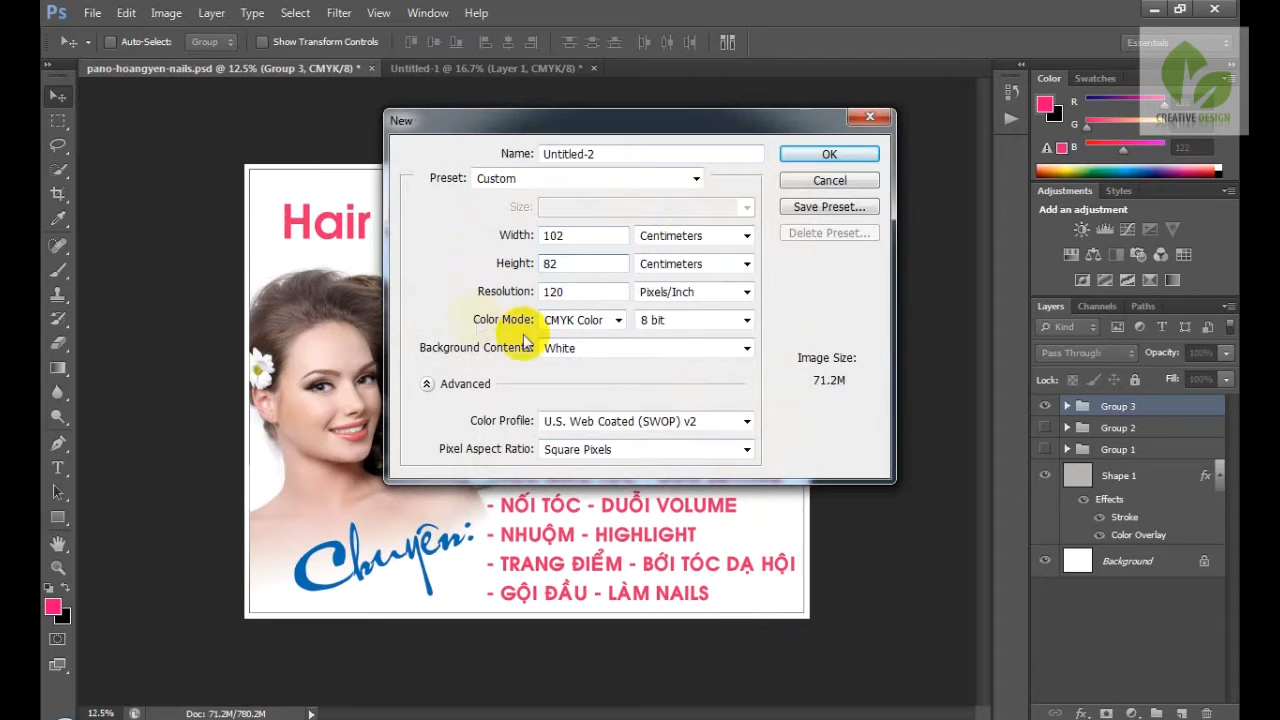 Ps File Edit Image Layer Type Select Filter View Window Help
Auto-Select: Group Show Transform Controls Essentials
pano-hoangyen-nails.psd @ 12.5% (Group 3, CMYK/8) * × Untitled-1 @ 16.7% (Layer 1, CMYK/8) * ×
CREATIVE DESIGN
New
Name: Untitled-2
Preset: Custom
Size:
Width: 102 Centimeters
Height: 82 Centimeters
Resolution: 120 Pixels/Inch
Color Mode: CMYK Color 8 bit
Background Contents: White
Advanced
Color Profile: U.S. Web Coated (SWOP) v2
Pixel Aspect Ratio: Square Pixels
OK
Cancel
Save Preset...
Delete Preset...
Image Size:
71.2M
Hair
Chuyên:
- NỐI TÓC - DUỖI VOLUME
- NHUỘM - HIGHLIGHT
- TRANG ĐIỂM - BỚI TÓC DẠ HỘI
- GỘI ĐẦU - LÀM NAILS
Color Swatches
R
G
B 122
Adjustments Styles
Add an adjustment
Layers Channels Paths
Kind
Pass Through Opacity: 100%
Lock: Fill: 100%
Group 3
Group 2
Group 1
Shape 1 fx
Effects
Stroke
Color Overlay
Background
12.5% Doc: 71.2M/780.2M